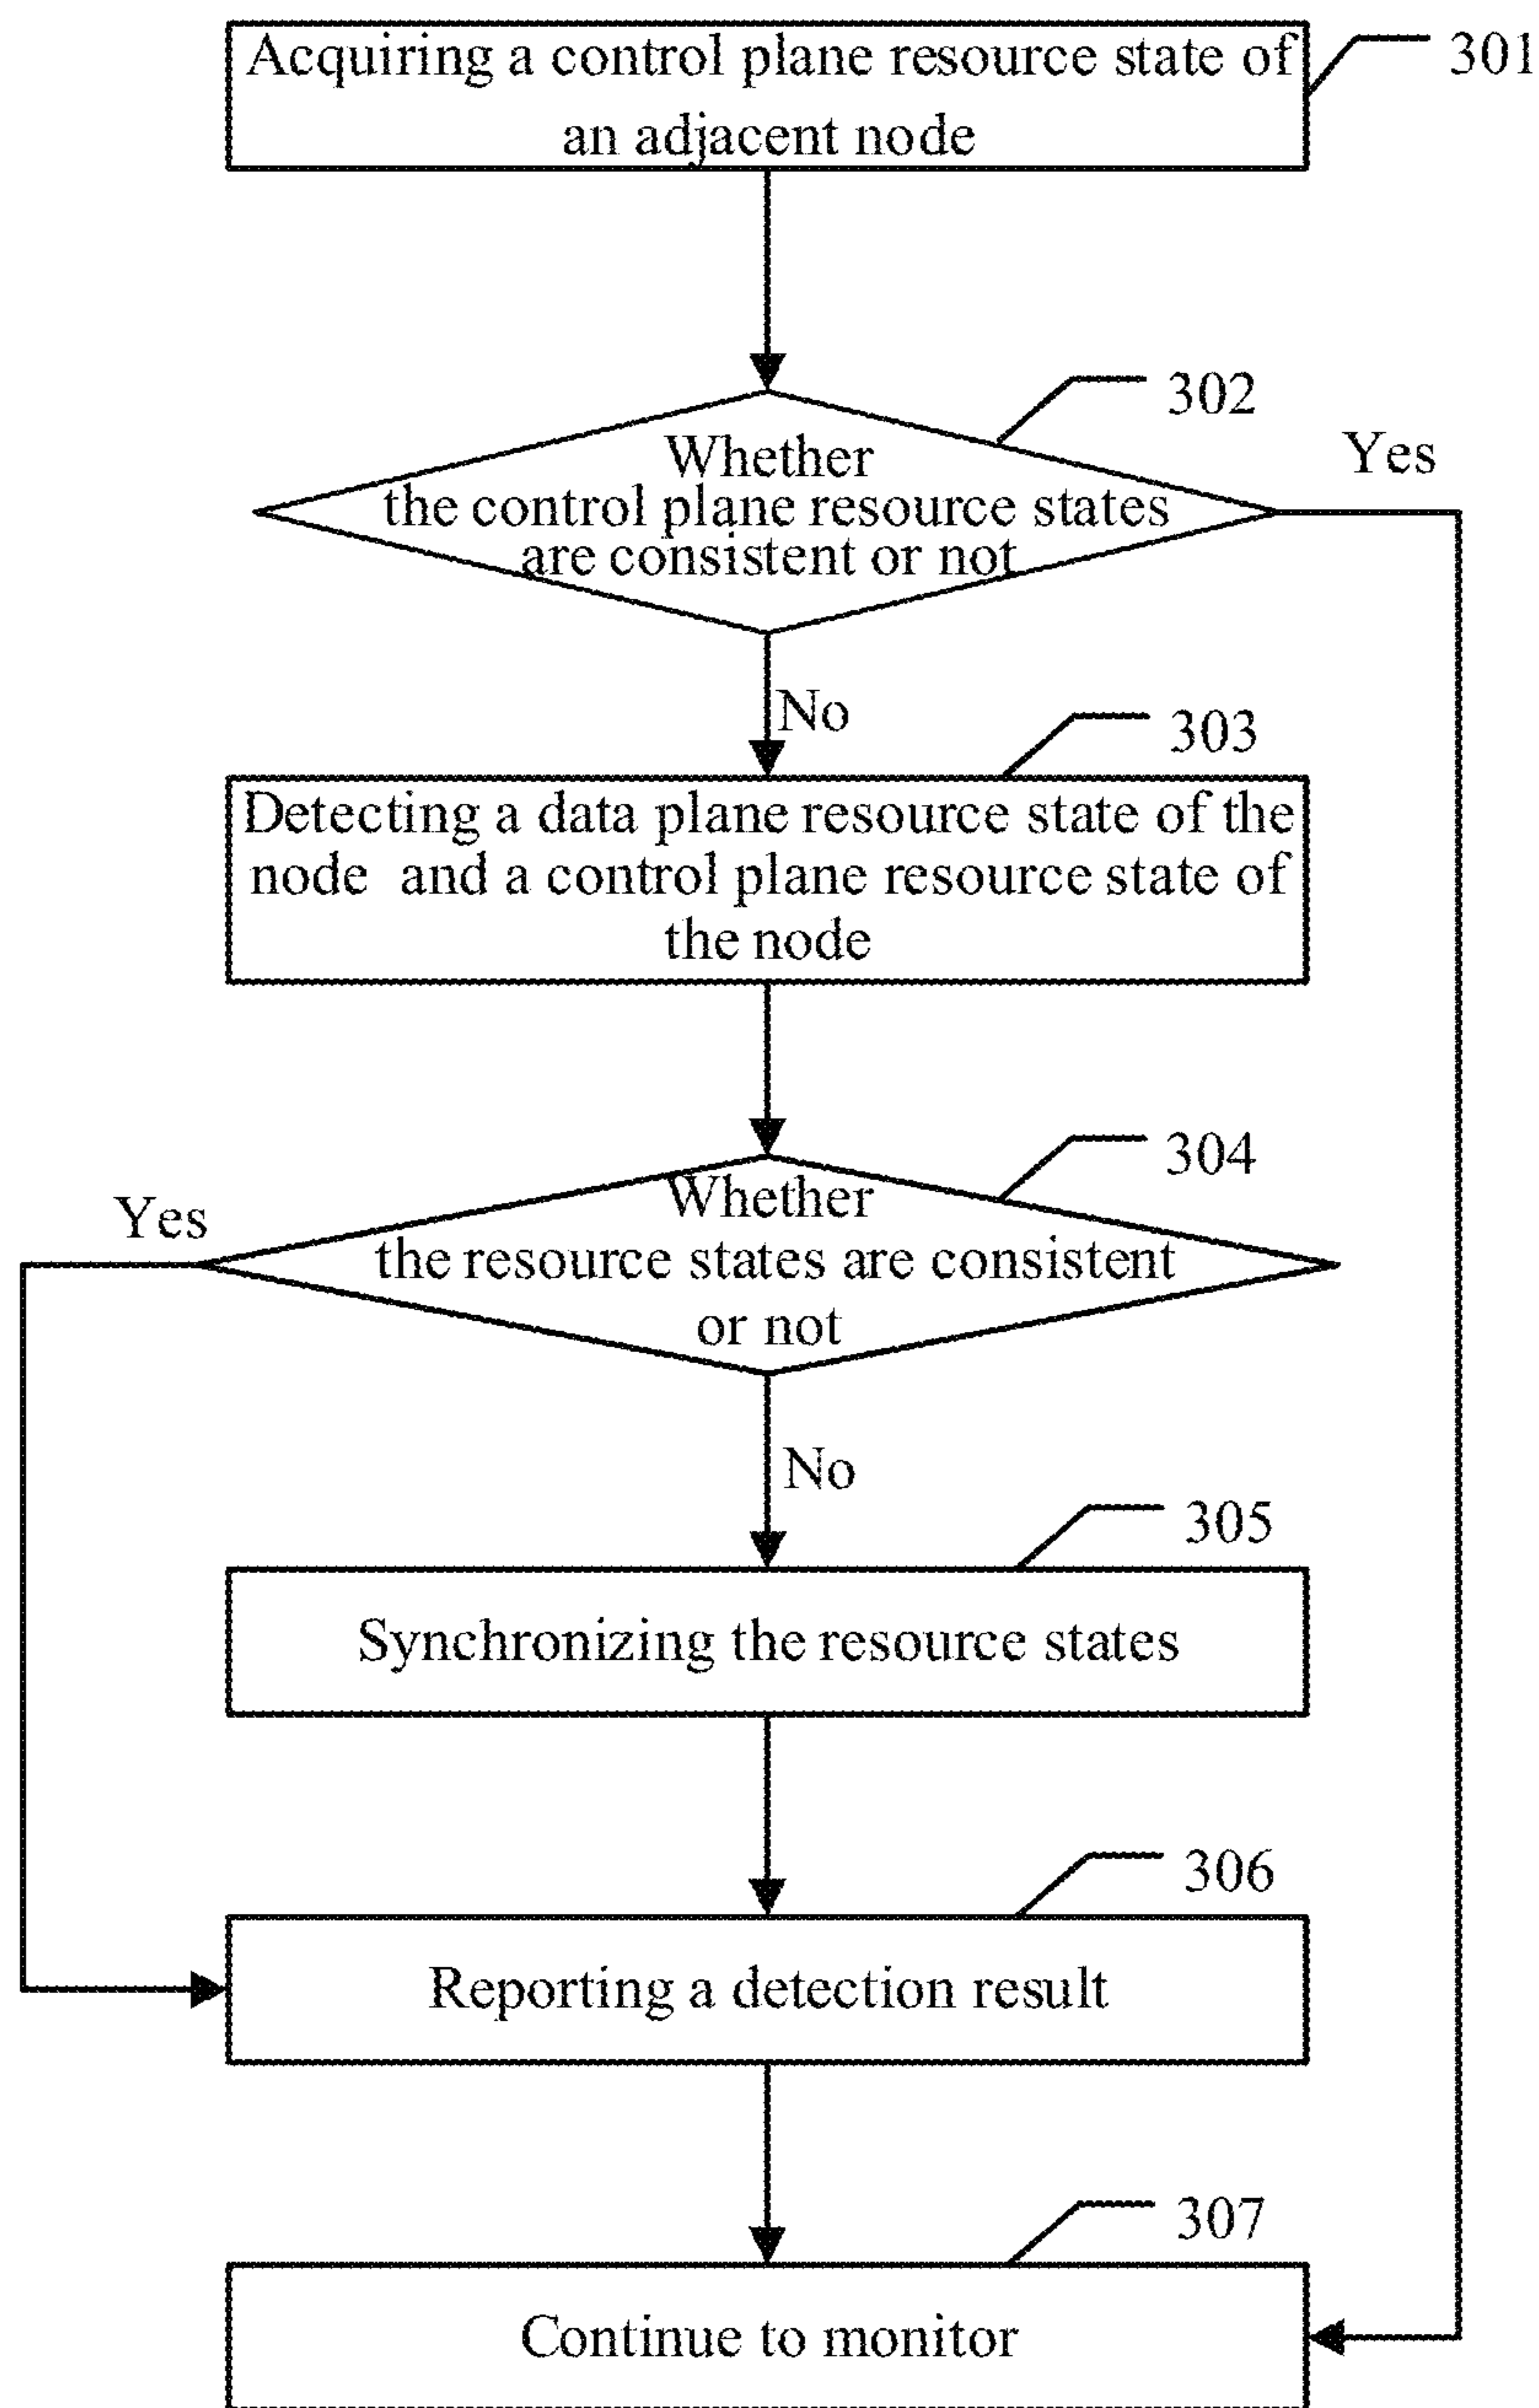 Acquiring a control plane resource state of
an adjacent node
301
302
Whether
the control plane resource states
are consistent or not
Yes
No
303
Detecting a data plane resource state of the
node and a control plane resource state of
the node
304
Whether
the resource states are consistent
or not
Yes
No
305
Synchronizing the resource states
306
Reporting a detection result
307
Continue to monitor